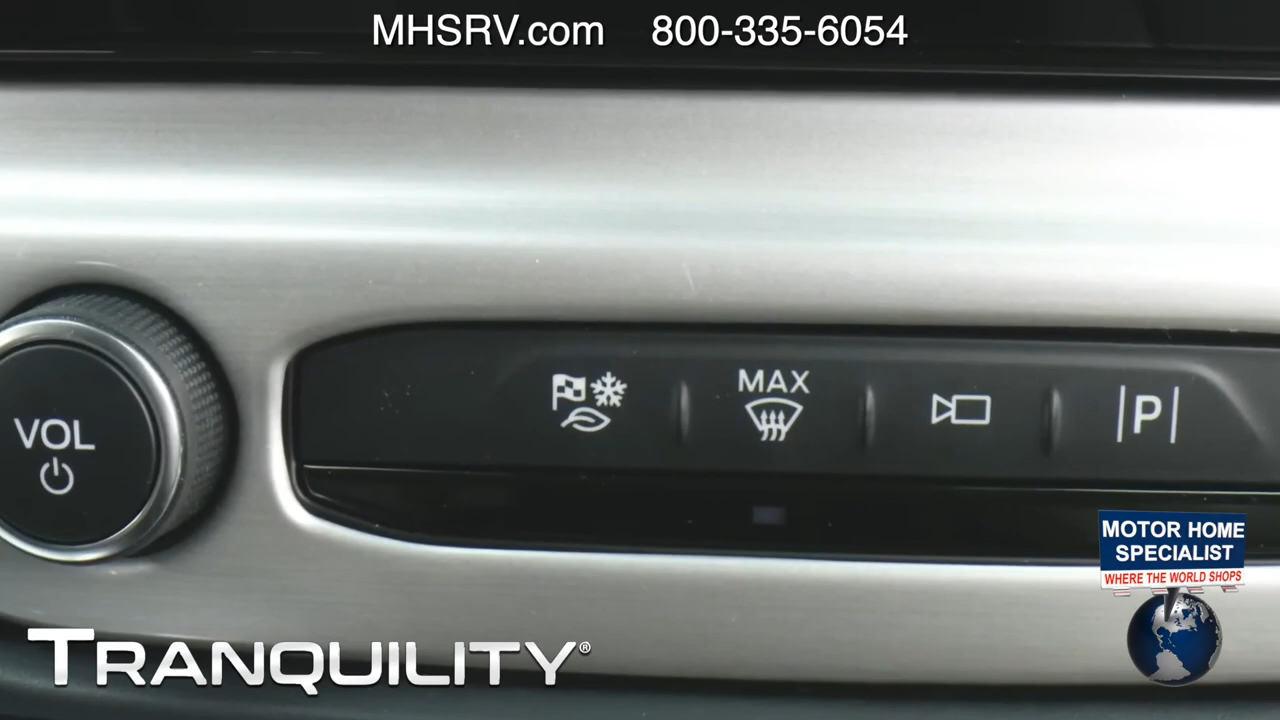 MHSRV.com 800-335-6054
MAX
VOL
P
MOTOR HOME
SPECIALIST
WHERE THE WORLD SHOPS
TRANQUILITY®